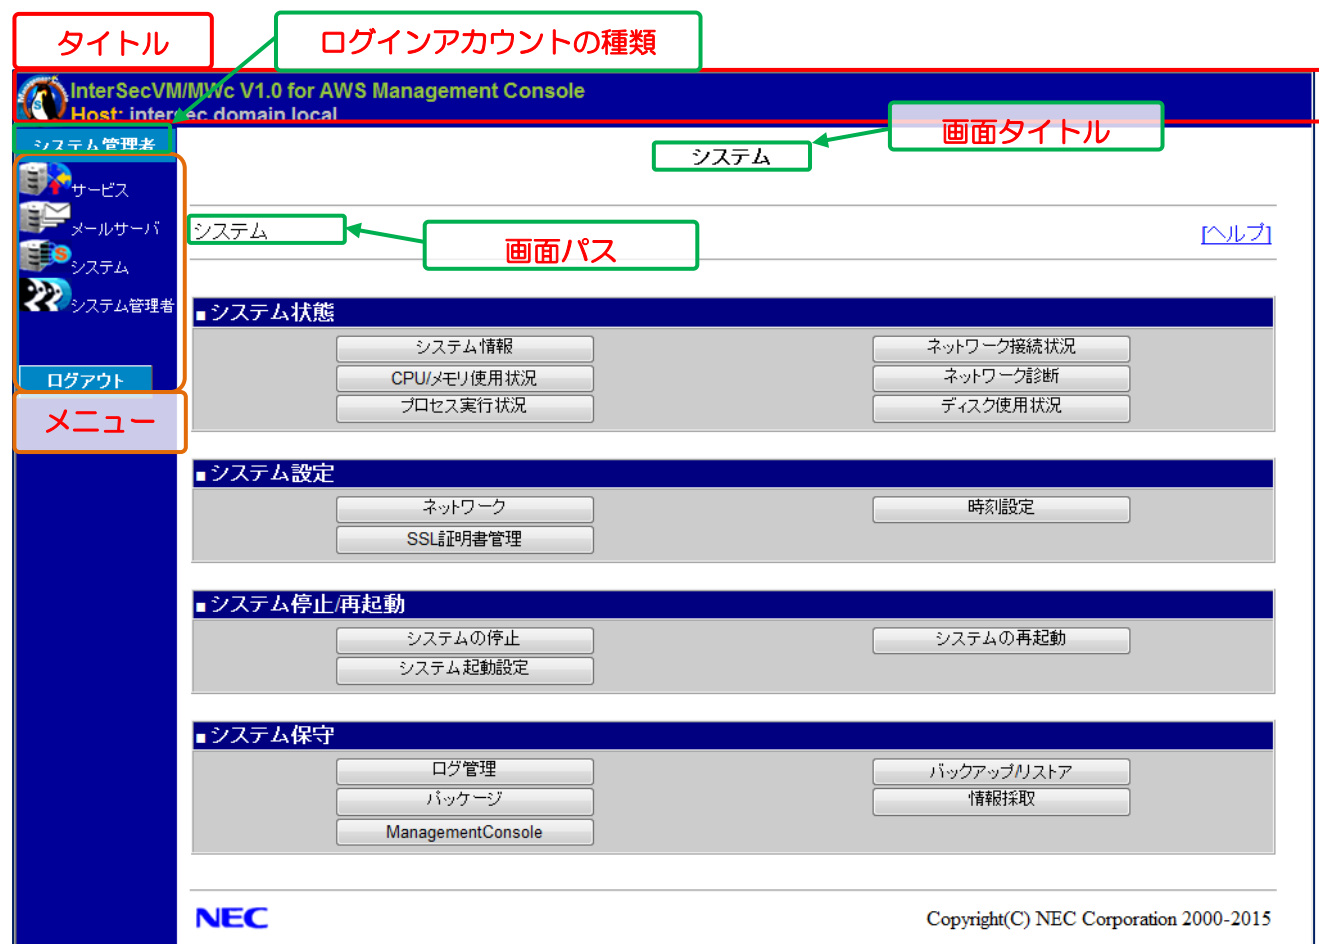 タイトル
ログインアカウントの種類
InterSecVM/MWc V1.0 for AWS Management Console
Host: intersec domain local
システム管理者
画面タイトル
システム
サービス
メールサーバ
システム
システム管理者
ログアウト
メニュー
システム
画面パス
[ヘルプ]
■システム状態
システム情報
ネットワーク接続状況
CPU/メモリ使用状況
ネットワーク診断
プロセス実行状況
ディスク使用状況
■システム設定
ネットワーク
時刻設定
SSL証明書管理
■システム停止/再起動
システムの停止
システムの再起動
システム起動設定
■システム保守
ログ管理
バックアップ/リストア
パッケージ
情報採取
ManagementConsole
NEC
Copyright(C) NEC Corporation 2000-2015